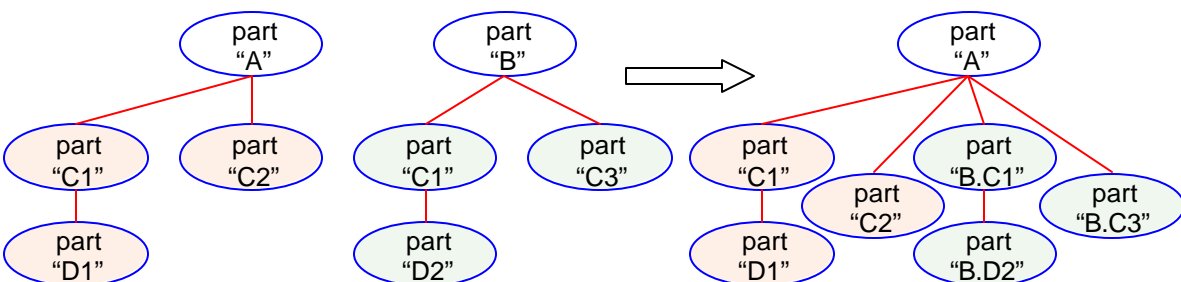 part
“A”
part
“B”
part
“A”
part
“C1”
part
“C2”
part
“C1”
part
“C3”
part
“C1”
part
“C2”
part
“B.C1”
part
“B.C3”
part
“D1”
part
“D2”
part
“D1”
part
“B.D2”